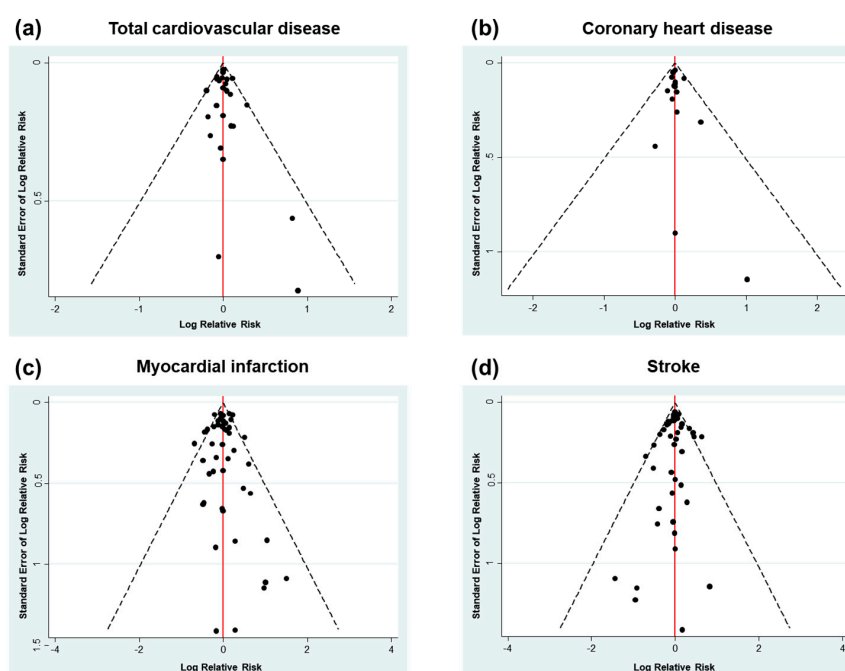 (a) Total cardiovascular disease
0
0.5
Standard Error of Log Relative Risk
-2 -1 0 1 2
Log Relative Risk
(b) Coronary heart disease
0
.5
1
Standard Error of Log Relative Risk
-2 -1 0 1 2
Log Relative Risk
(c) Myocardial infarction
0
0.5
1
1.5
Standard Error of Log Relative Risk
-4 -2 0 2 4
Log Relative Risk
(d) Stroke
0
0.5
1
Standard Error of Log Relative Risk
-4 -2 0 2 4
Log Relative Risk